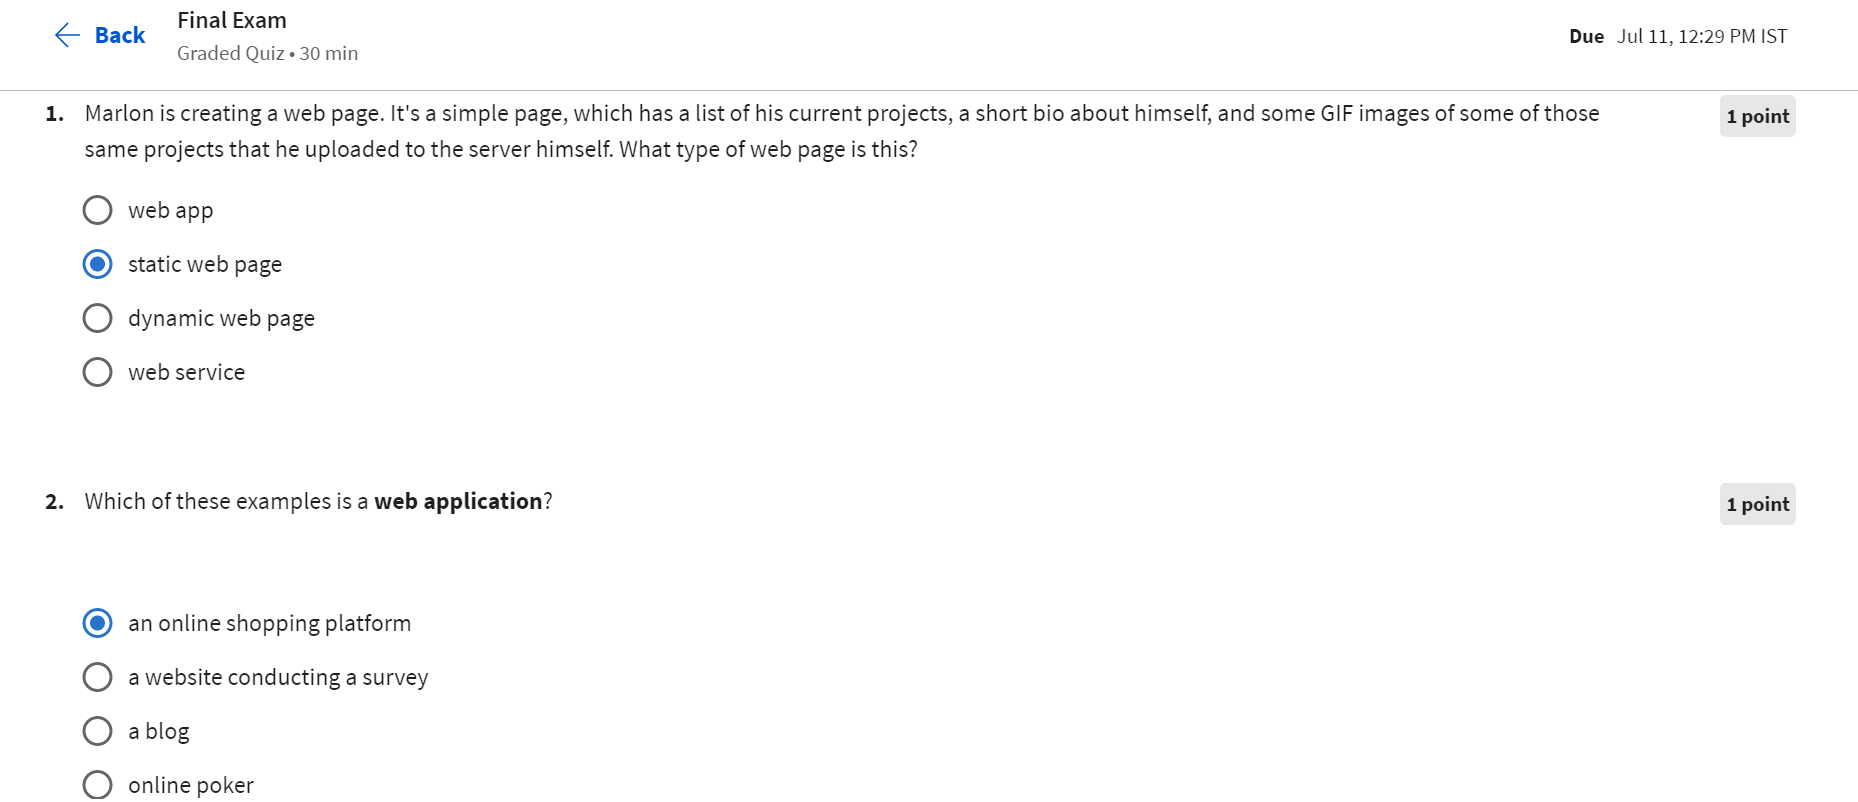 Back
Final Exam
Graded Quiz • 30 min
Due Jul 11, 12:29 PM IST
1. Marlon is creating a web page. It's a simple page, which has a list of his current projects, a short bio about himself, and some GIF images of some of those
same projects that he uploaded to the server himself. What type of web page is this?
1 point
web app
static web page
dynamic web page
web service
2. Which of these examples is a web application?
1 point
an online shopping platform
a website conducting a survey
a blog
online poker